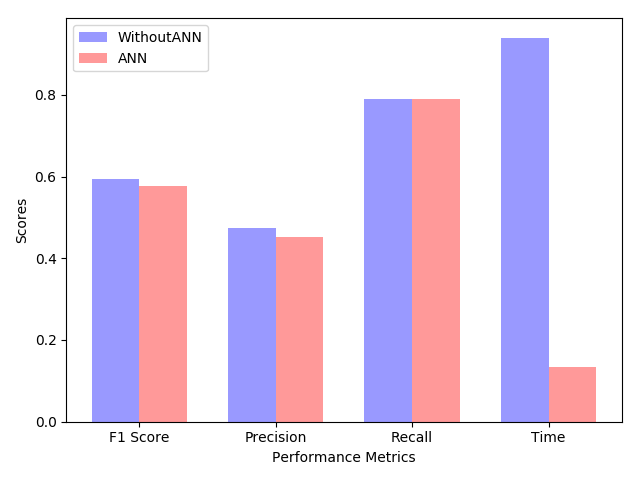 WithoutANN
ANN
Scores
0.8
0.6
0.4
0.2
0.0
F1 Score
Precision
Recall
Time
Performance Metrics